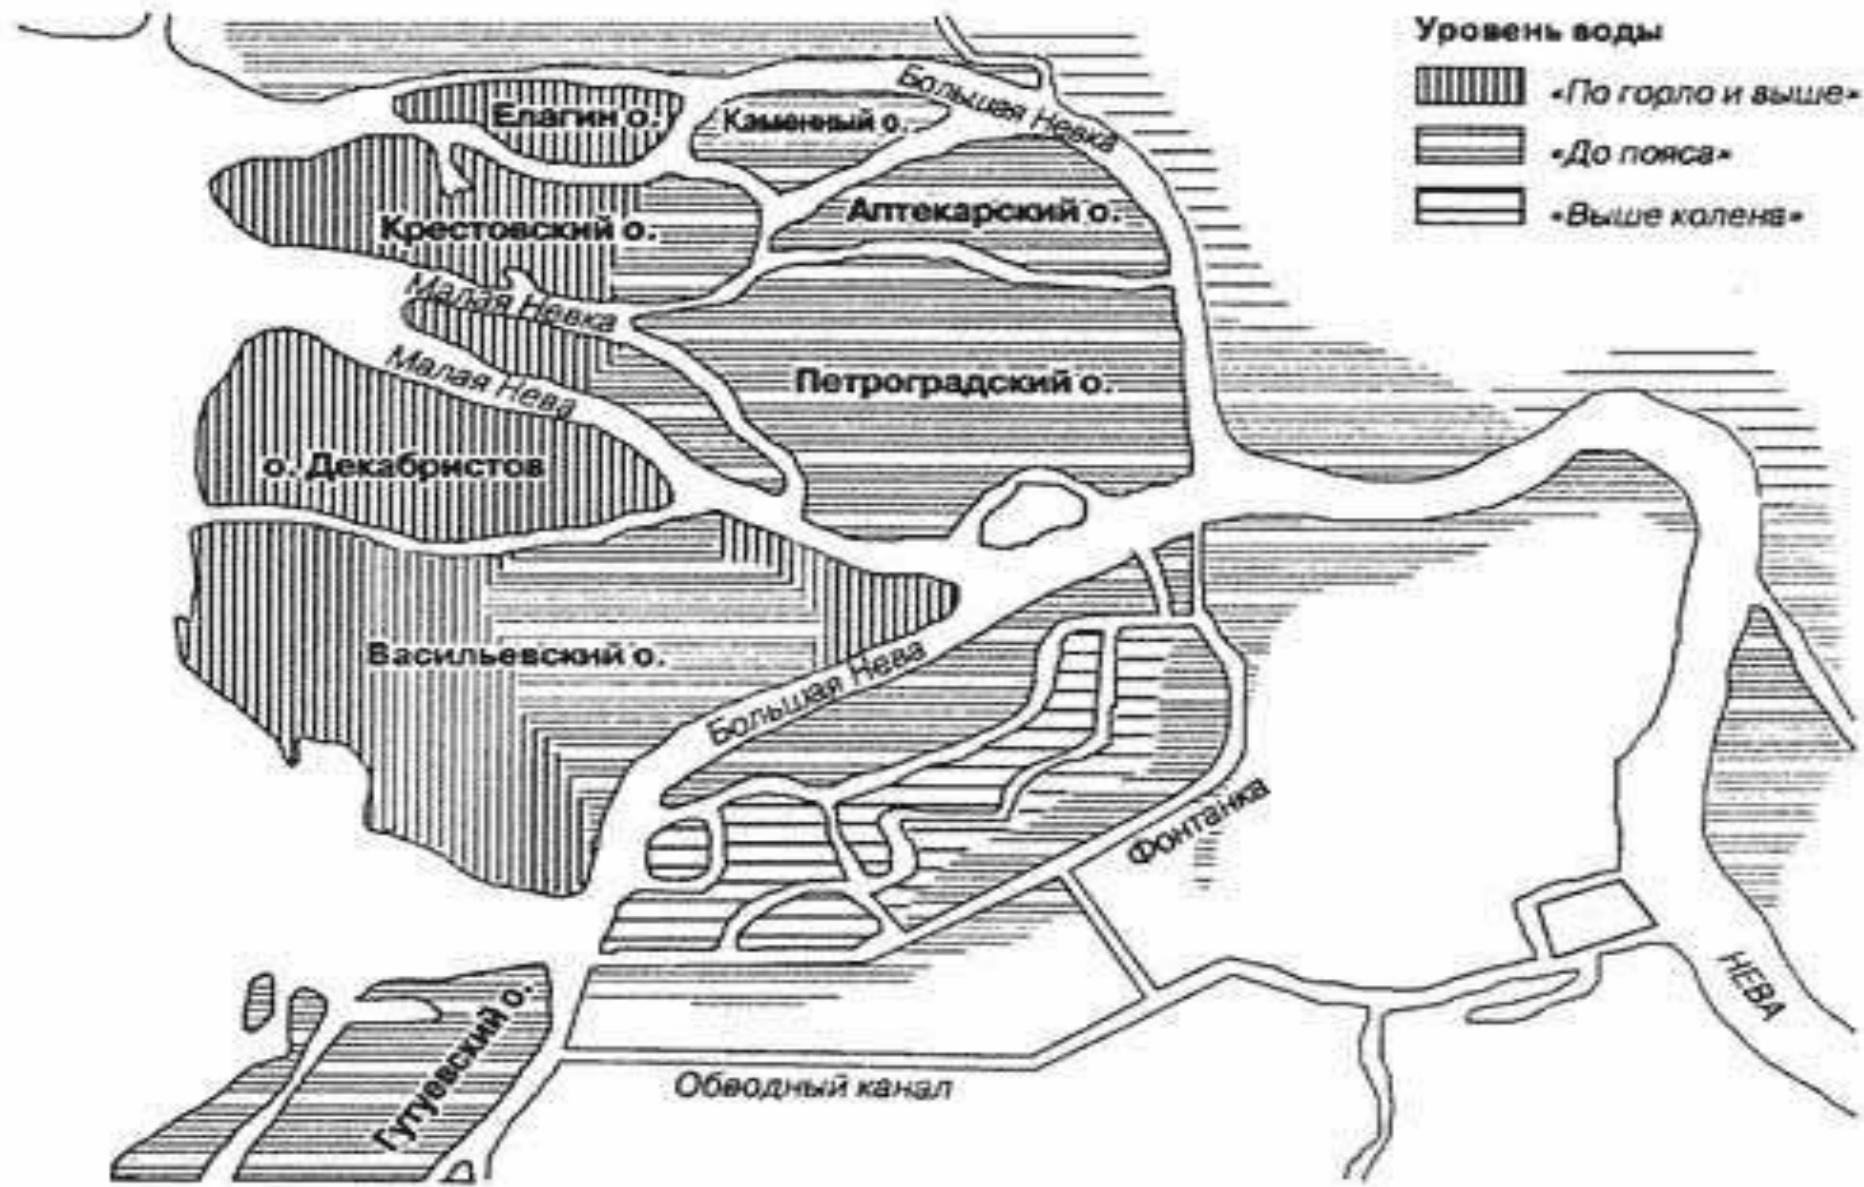 Уровень воды
«По горло и выше»
«До пояса»
«Выше колена»
Большая Невка
Елагин о.
Каменный о.
Аптекарский о.
Крестовский о.
Малая Невка
Малая Нева
Петроградский о.
о. Декабристов
Васильевский о.
Большая Нева
Фонтанка
НЕВА
Гутуевский о.
Обводный канал